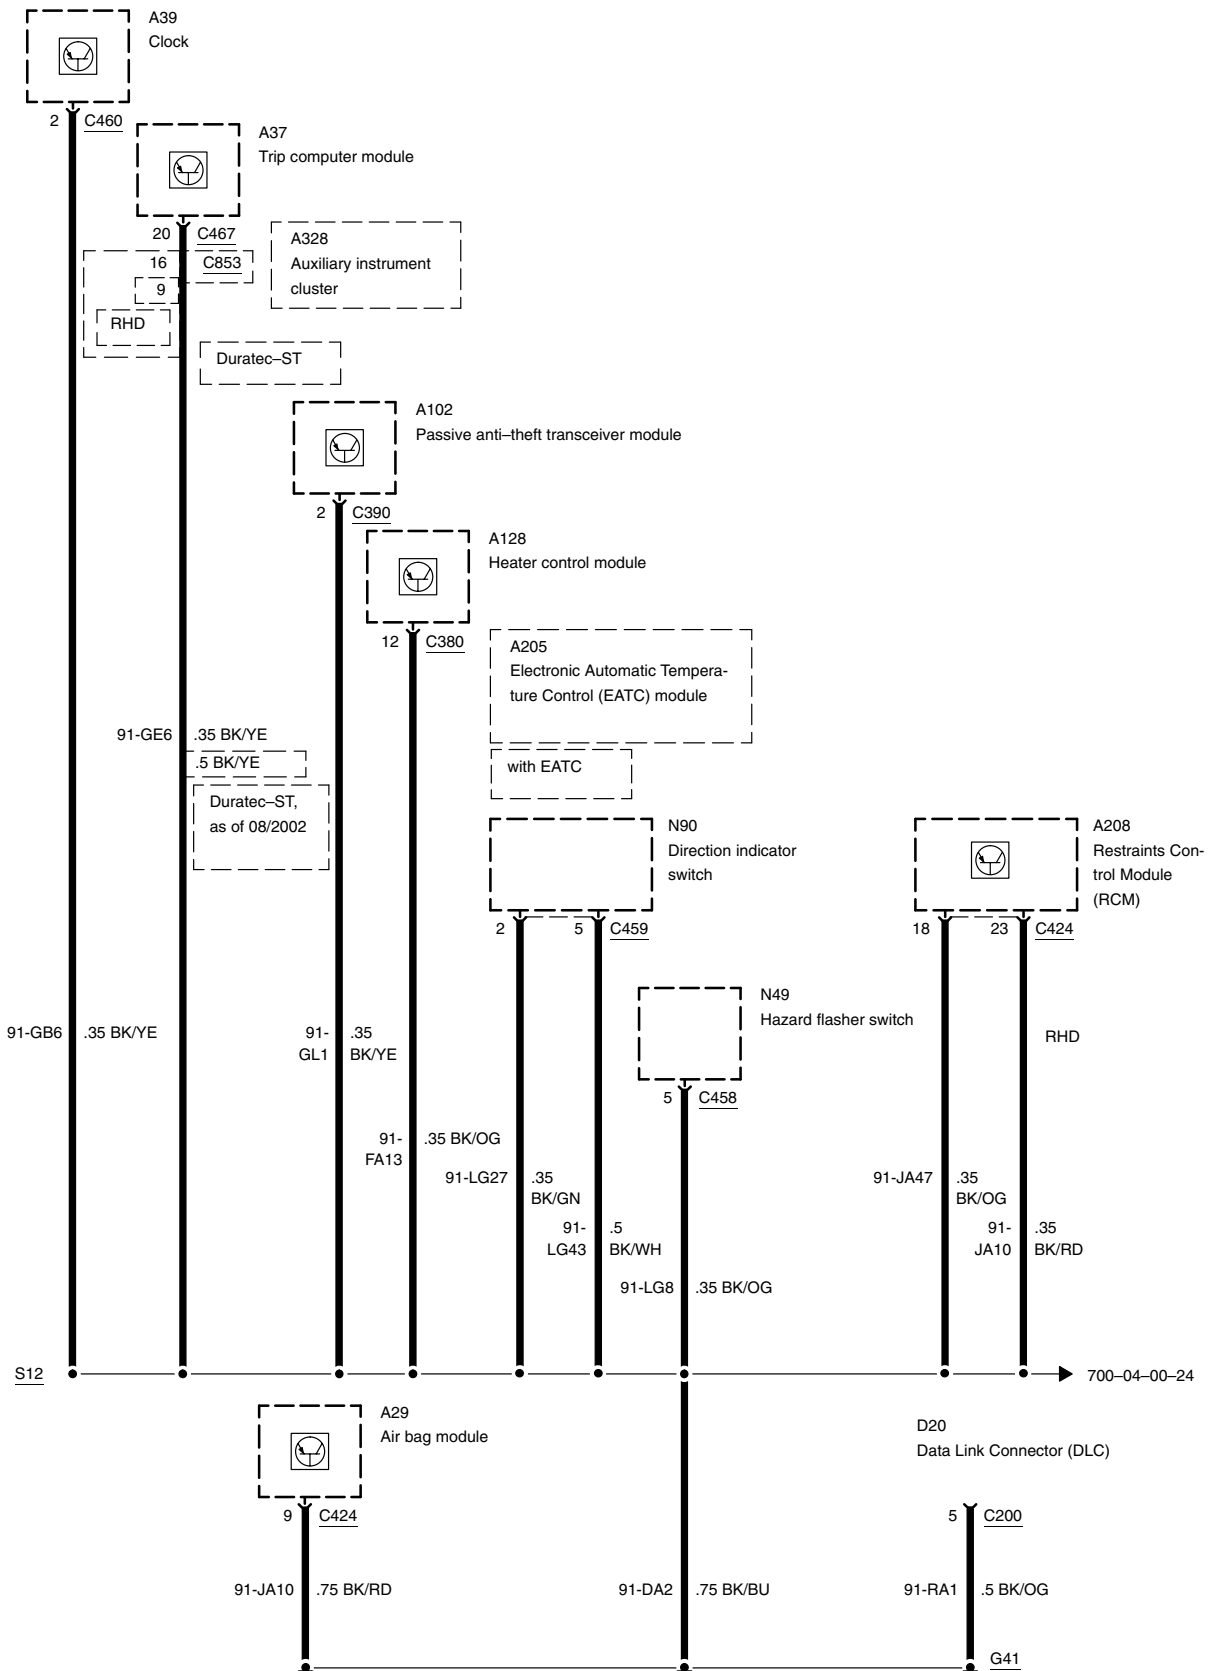 A39
Clock
2 C460
A37
Trip computer module
20 C467
16 C853
9
RHD
A328
Auxiliary instrument
cluster
Duratec–ST
A102
Passive anti–theft transceiver module
2 C390
A128
Heater control module
12 C380
A205
Electronic Automatic Tempera-
ture Control (EATC) module
with EATC
91-GE6 .35 BK/YE
.5 BK/YE
Duratec–ST,
as of 08/2002
N90
Direction indicator
switch
2 5 C459
A208
Restraints Con-
trol Module
(RCM)
18 23 C424
N49
Hazard flasher switch
5 C458
RHD
91-GB6 .35 BK/YE
91-
GL1
.35
BK/YE
91-
FA13
.35 BK/OG
91-LG27
.35
BK/GN
91-
LG43
.5
BK/WH
91-LG8 .35 BK/OG
91-JA47
.35
BK/OG
91-
JA10
.35
BK/RD
S12
700–04–00–24
A29
Air bag module
9 C424
D20
Data Link Connector (DLC)
5 C200
91-JA10 .75 BK/RD
91-DA2 .75 BK/BU
91-RA1 .5 BK/OG
G41